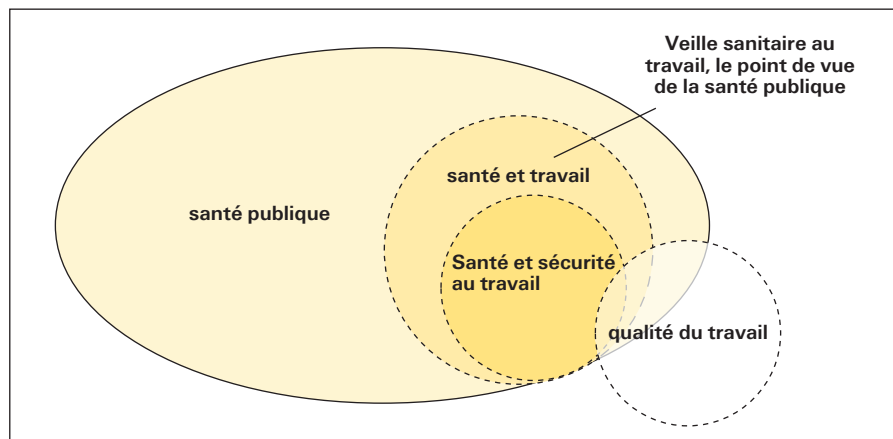 Veille sanitaire au
travail, le point de vue
de la santé publique
santé et travail
santé publique
Santé et sécurité
au travail
qualité du travail